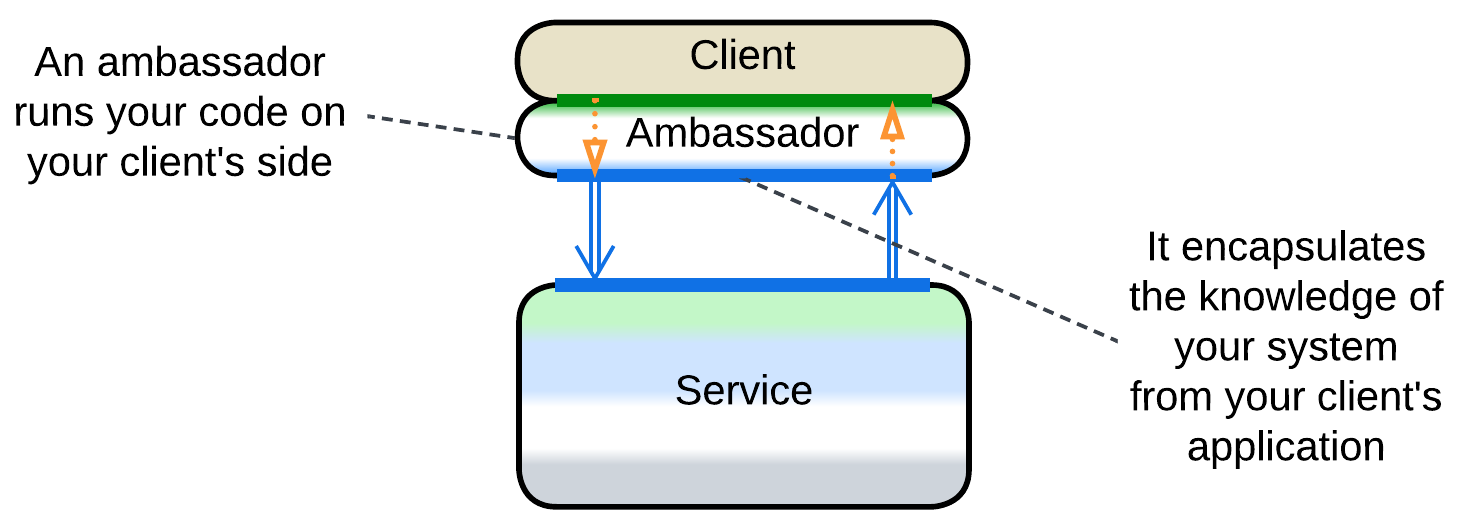 An ambassador
runs your code on
your client's side
Client
Ambassador
Service
It encapsulates
the knowledge of
your system
from your client's
application